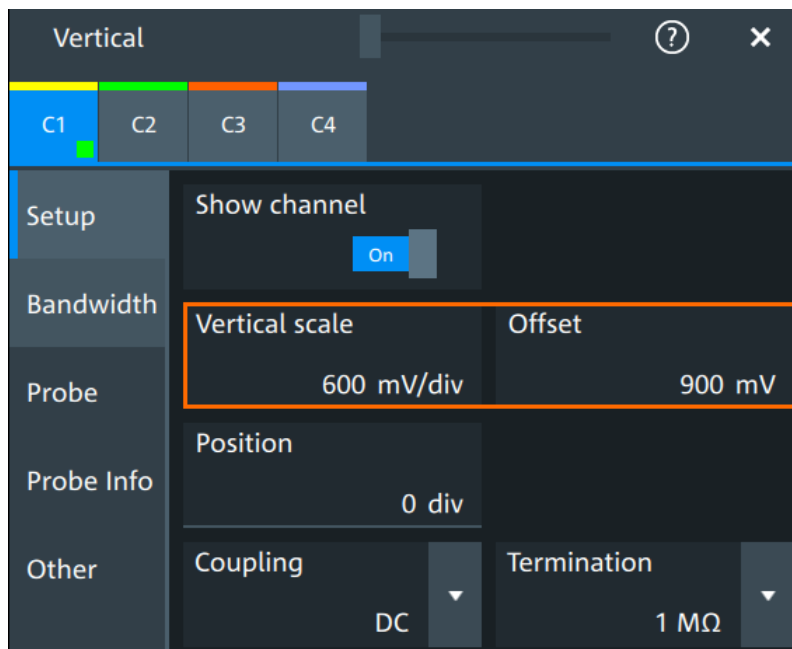 Vertical ? ×
C1 C2 C3 C4
Setup
Show channel
On
Bandwidth
Vertical scale Offset
600 mV/div 900 mV
Probe
Position
Probe Info
0 div
Other
Coupling Termination
DC 1 MΩ